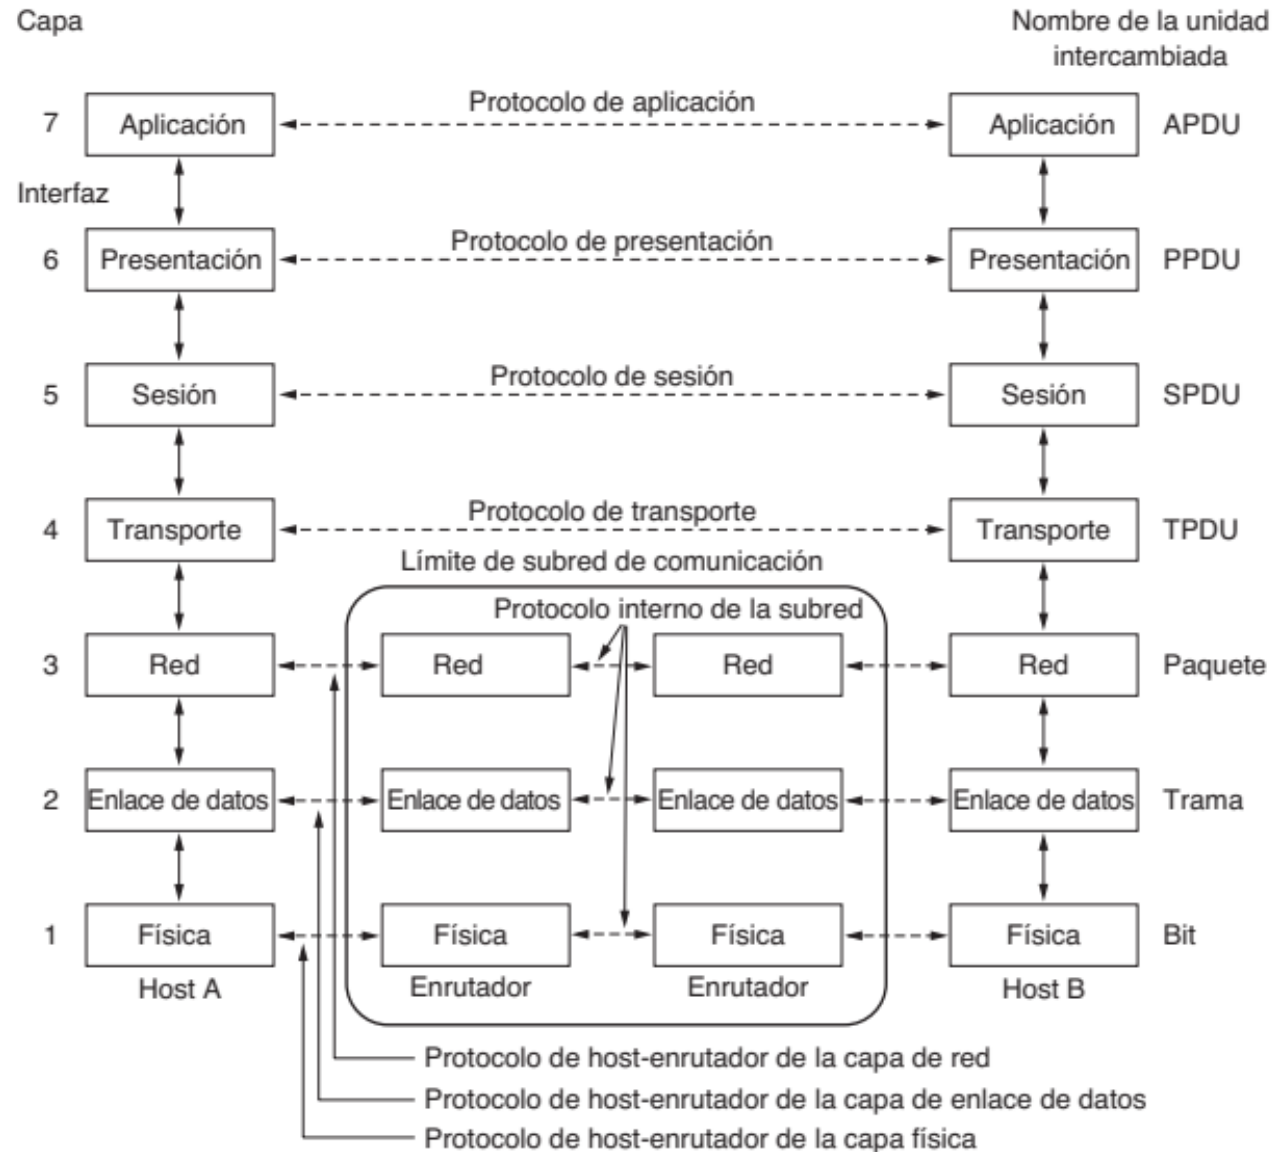 Capa
Nombre de la unidad
intercambiada
7
Aplicación
Protocolo de aplicación
Aplicación
APDU
Interfaz
6
Presentación
Protocolo de presentación
Presentación
PPDU
5
Sesión
Protocolo de sesión
Sesión
SPDU
4
Transporte
Protocolo de transporte
Transporte
TPDU
Límite de subred de comunicación
Protocolo interno de la subred
3
Red
Red
Red
Red
Paquete
2
Enlace de datos
Enlace de datos
Enlace de datos
Enlace de datos
Trama
1
Física
Física
Física
Física
Bit
Host A
Enrutador
Enrutador
Host B
Protocolo de host-enrutador de la capa de red
Protocolo de host-enrutador de la capa de enlace de datos
Protocolo de host-enrutador de la capa física